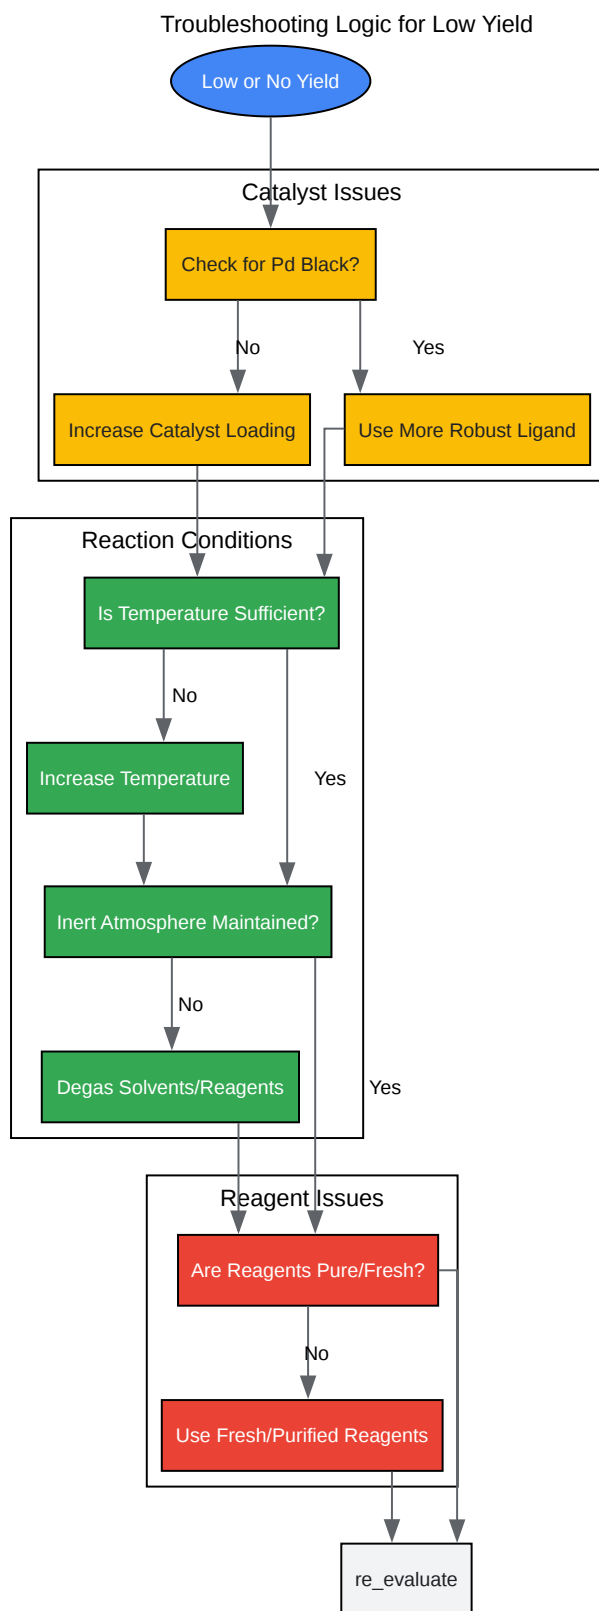 Troubleshooting Logic for Low Yield
Low or No Yield
Catalyst Issues
Check for Pd Black?
No
Yes
Increase Catalyst Loading
Use More Robust Ligand
Reaction Conditions
Is Temperature Sufficient?
No
Increase Temperature
Yes
Inert Atmosphere Maintained?
No
Degas Solvents/Reagents
Yes
Reagent Issues
Are Reagents Pure/Fresh?
No
Use Fresh/Purified Reagents
re_evaluate